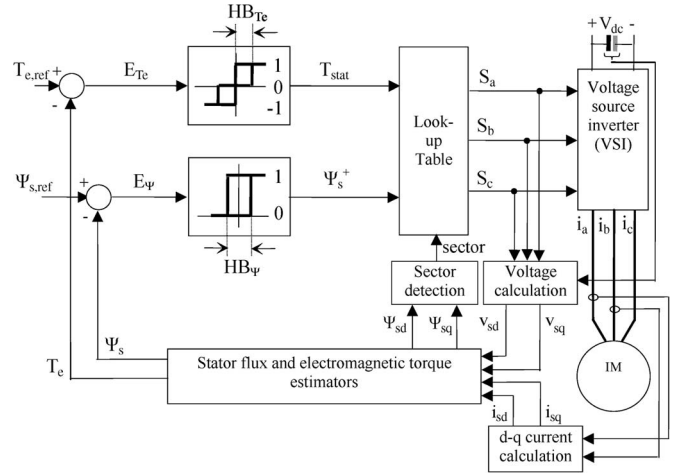 HB_Te
+ V_dc -
T_e,ref
+
-
E_Te
1
0
-1
T_stat
Look-
up
Table
S_a
S_b
S_c
Voltage
source
inverter
(VSI)
Ψ_s,ref
+
-
E_Ψ
1
0
Ψ_s^+
HB_Ψ
i_a i_b i_c
sector
Sector
detection
Voltage
calculation
Ψ_sd Ψ_sq
v_sd v_sq
Ψ_s
T_e
Stator flux and electromagnetic torque
estimators
IM
i_sd i_sq
d-q current
calculation